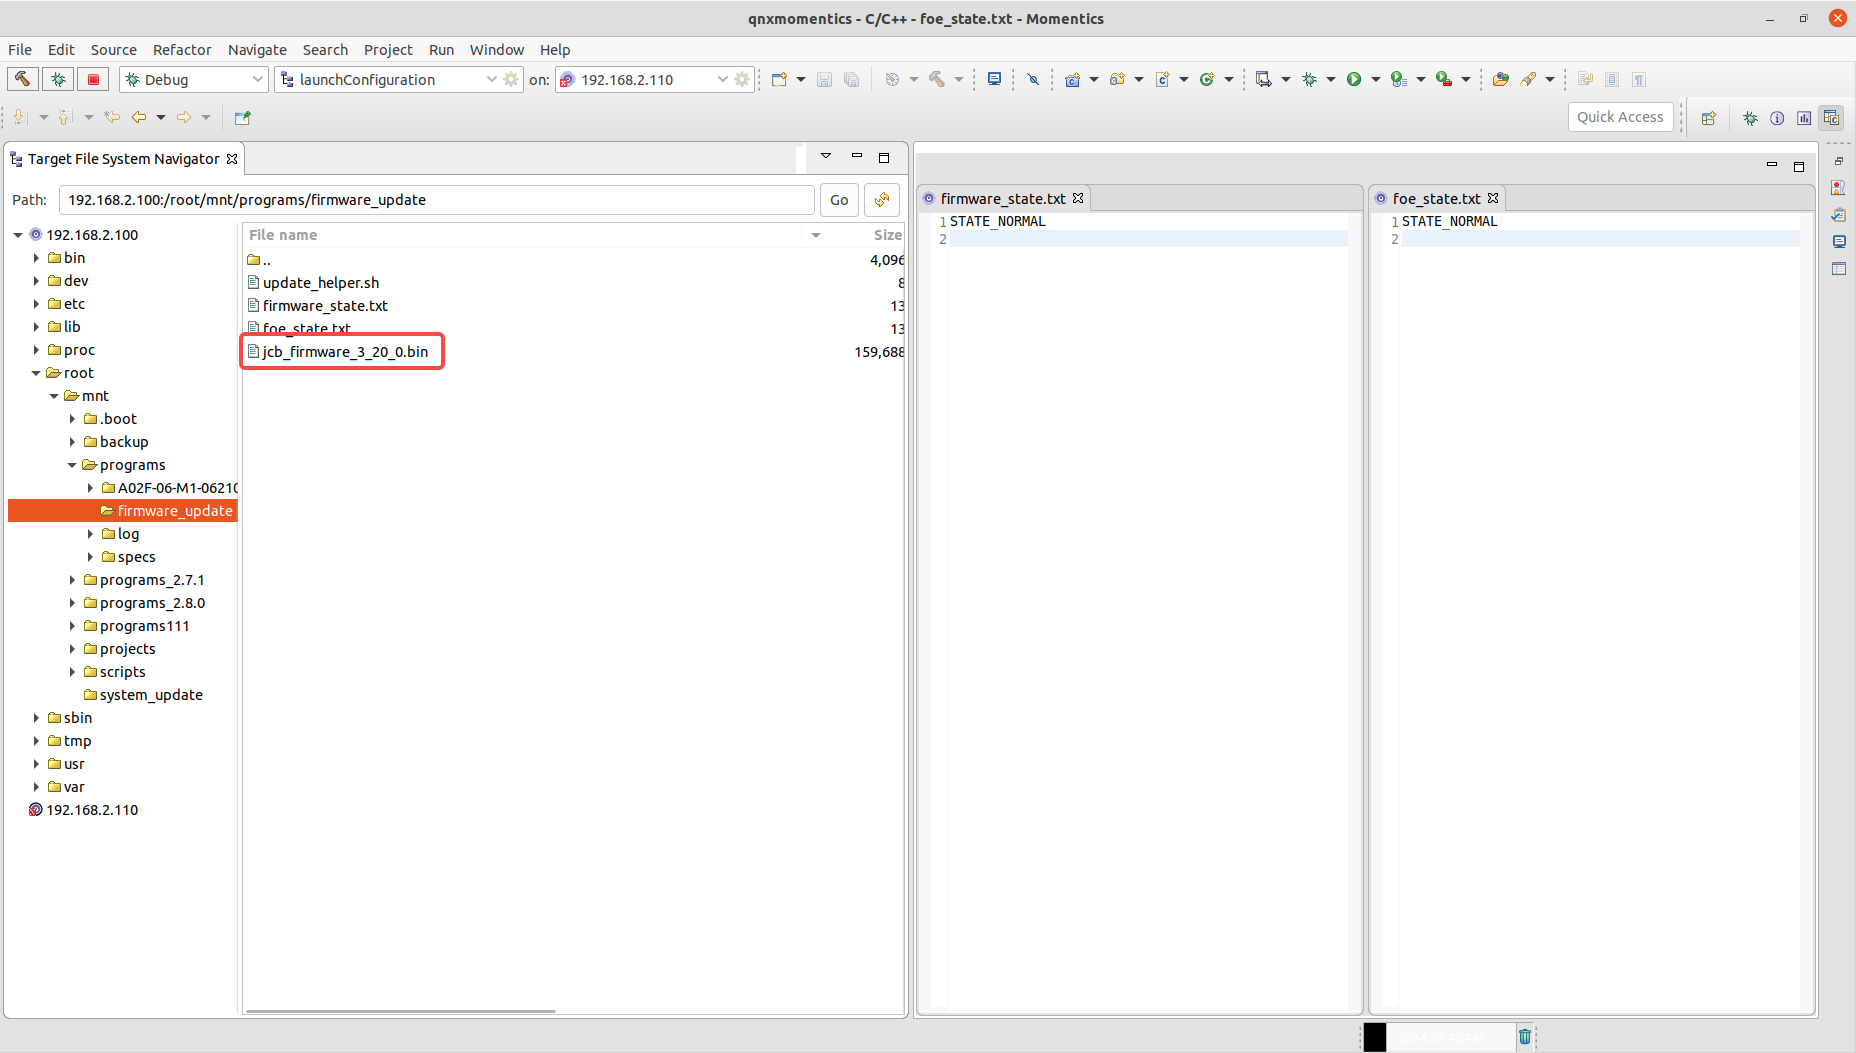 qnxmomentics - C/C++ - foe_state.txt - Momentics
File Edit Source Refactor Navigate Search Project Run Window Help
Debug launchConfiguration on: 192.168.2.110
Quick Access
Target File System Navigator
Path: 192.168.2.100:/root/mnt/programs/firmware_update Go
192.168.2.100
bin
dev
etc
lib
proc
root
mnt
.boot
backup
programs
A02F-06-M1-0621
firmware_update
log
specs
programs_2.7.1
programs_2.8.0
programs111
projects
scripts
system_update
sbin
tmp
usr
var
192.168.2.110
File name Size
.. 4,096
update_helper.sh 8
firmware_state.txt 13
foe_state.txt 13
jcb_firmware_3_20_0.bin 159,688
firmware_state.txt
1 STATE_NORMAL
2
foe_state.txt
1 STATE_NORMAL
2